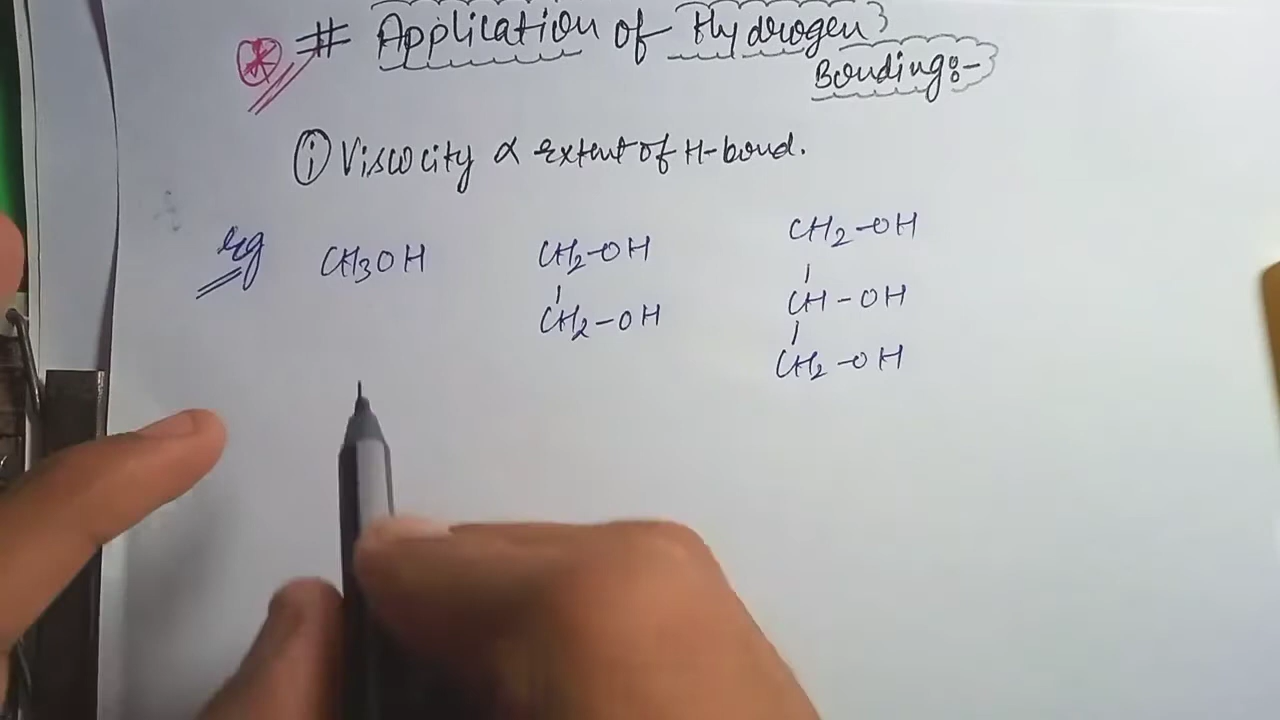 # Application of Hydrogen
Bonding:-
(i) Viscocity ∝ extent of H-bond.
eg CH3OH CH2-OH CH2-OH
CH2-OH CH-OH
CH2-OH